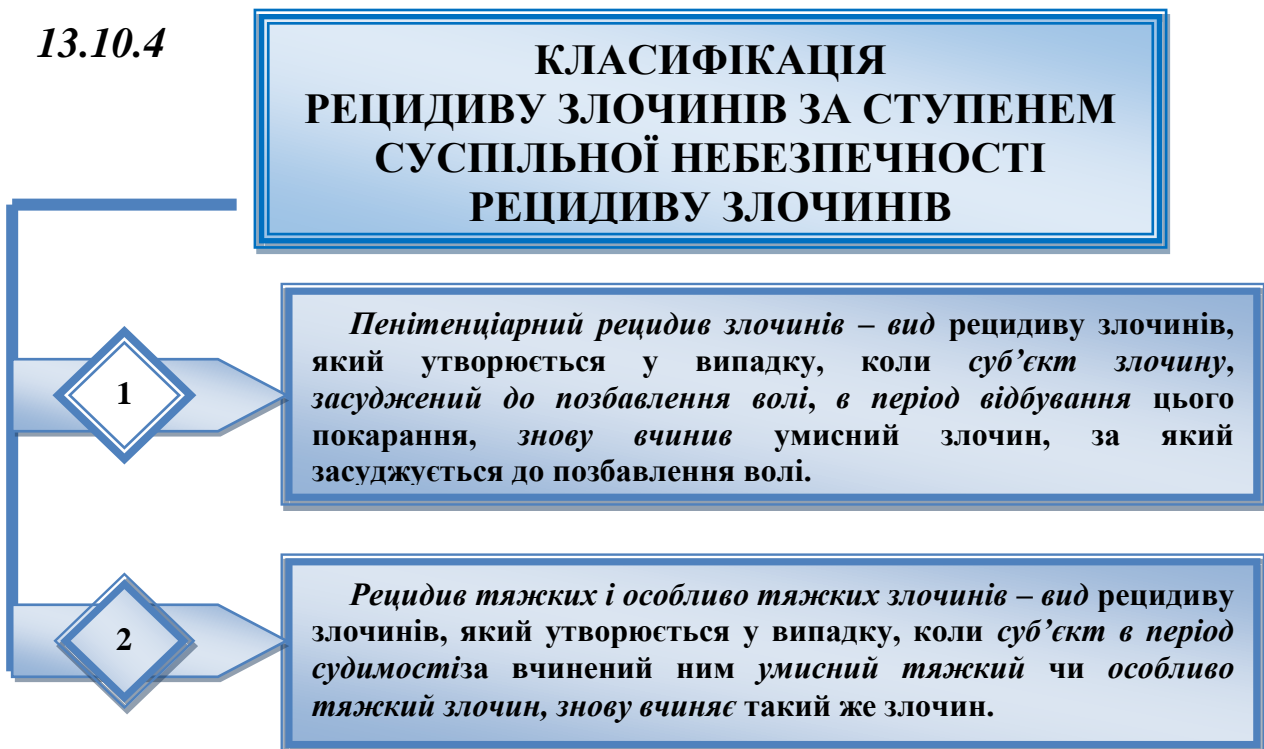 13.10.4
КЛАСИФІКАЦІЯ
РЕЦИДИВУ ЗЛОЧИНІВ ЗА СТУПЕНЕМ
СУСПІЛЬНОЇ НЕБЕЗПЕЧНОСТІ
РЕЦИДИВУ ЗЛОЧИНІВ
1
Пенітенціарний рецидив злочинів – вид рецидиву злочинів,
який утворюється у випадку, коли суб’єкт злочину,
засуджений до позбавлення волі, в період відбування цього
покарання, знову вчинив умисний злочин, за який
засуджується до позбавлення волі.
2
Рецидив тяжких і особливо тяжких злочинів – вид рецидиву
злочинів, який утворюється у випадку, коли суб’єкт в період
судимостіза вчинений ним умисний тяжкий чи особливо
тяжкий злочин, знову вчиняє такий же злочин.